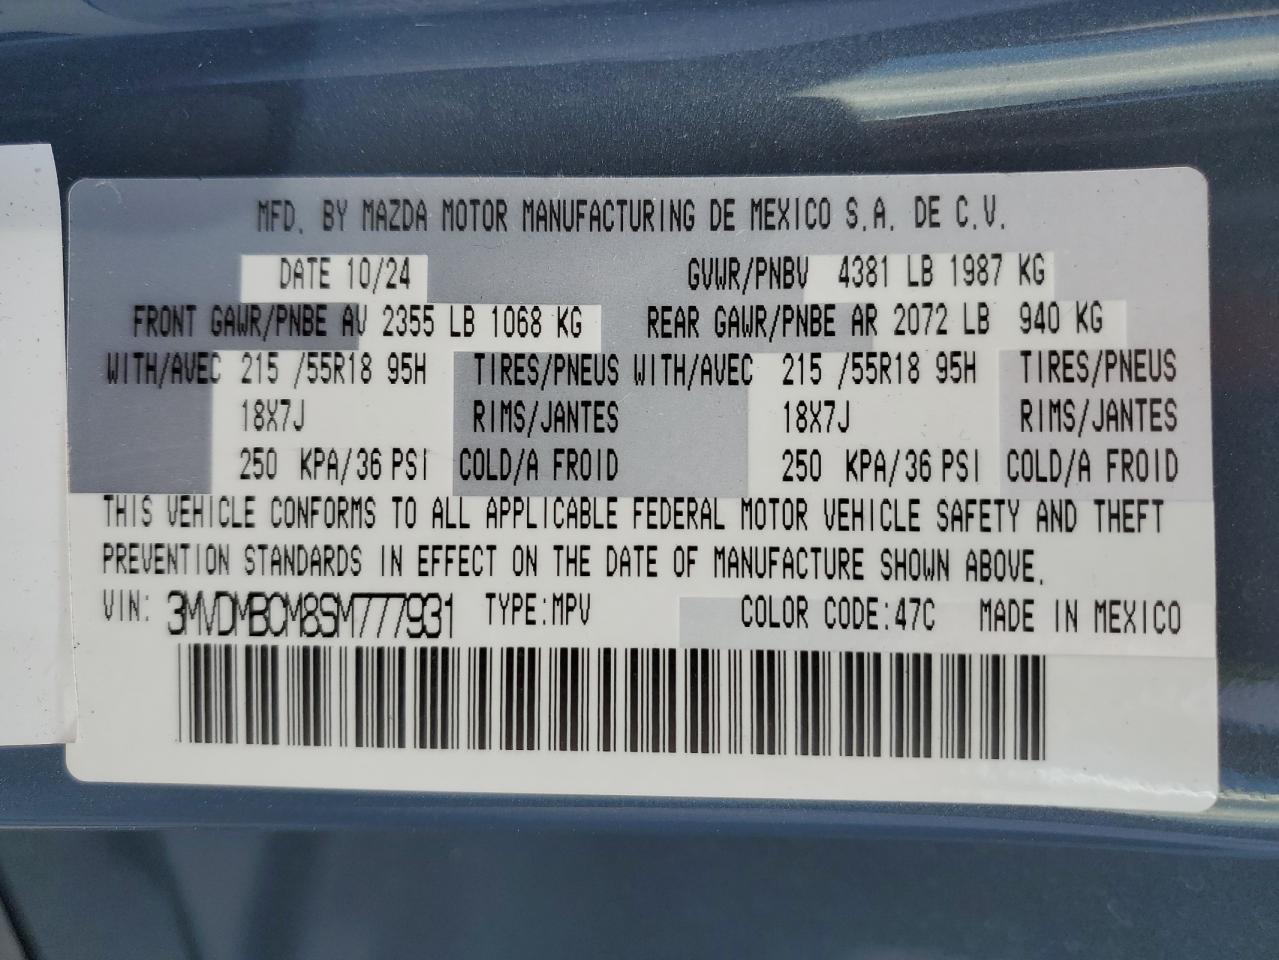 MFD. BY MAZDA MOTOR MANUFACTURING DE MEXICO S.A. DE C.V.
DATE 10/24 GVWR/PNBV 4381 LB 1987 KG
FRONT GAWR/PNBE AV 2355 LB 1068 KG REAR GAWR/PNBE AR 2072 LB 940 KG
WITH/AVEC 215 /55R18 95H TIRES/PNEUS WITH/AVEC 215 /55R18 95H TIRES/PNEUS
18X7J RIMS/JANTES 18X7J RIMS/JANTES
250 KPA/36 PSI COLD/A FROID 250 KPA/36 PSI COLD/A FROID
THIS VEHICLE CONFORMS TO ALL APPLICABLE FEDERAL MOTOR VEHICLE SAFETY AND THEFT
PREVENTION STANDARDS IN EFFECT ON THE DATE OF MANUFACTURE SHOWN ABOVE.
VIN: 3MVDMBCM8SM777931 TYPE:MPV COLOR CODE:47C MADE IN MEXICO